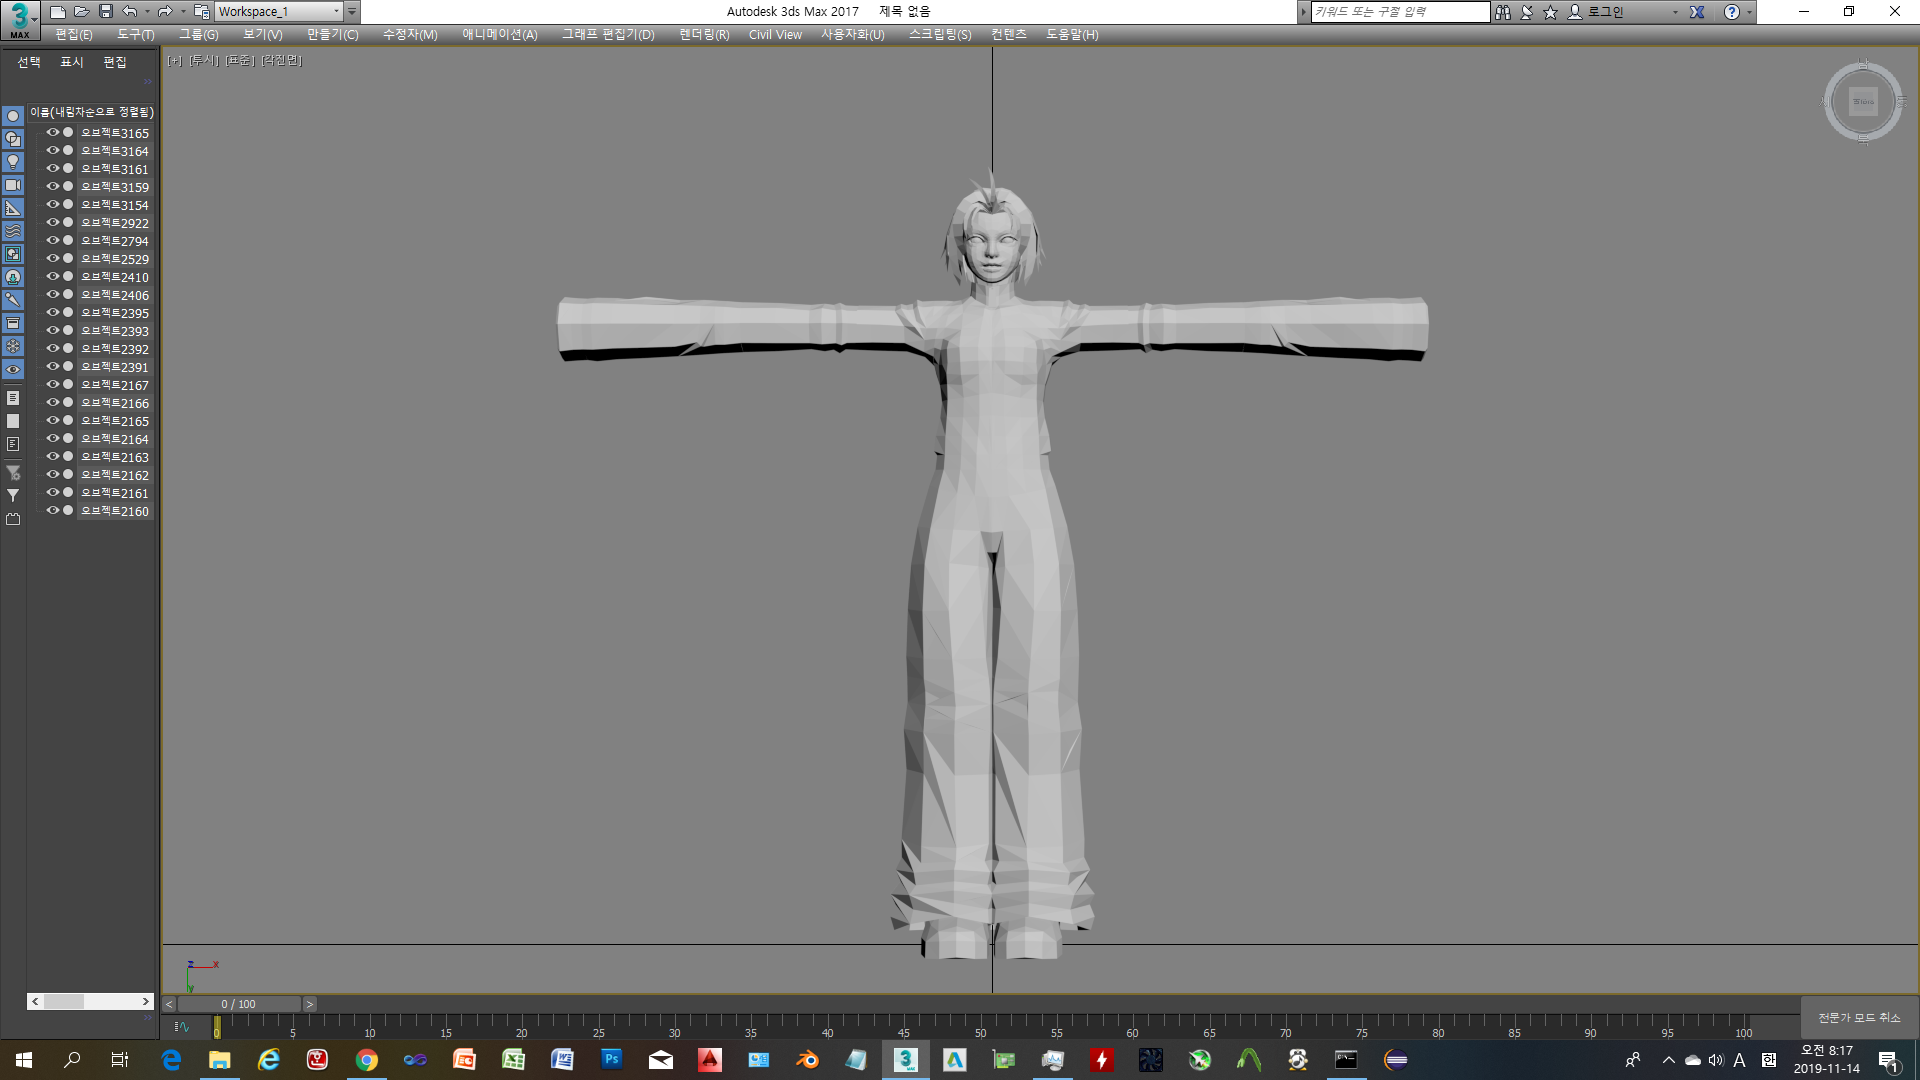 3 MAX
Workspace_1
Autodesk 3ds Max 2017 제목 없음
키워드 또는 구절 입력
로그인
편집(E) 도구(T) 그룹(G) 보기(V) 만들기(C) 수정자(M) 애니메이션(A) 그래프 편집기(D) 렌더링(R) Civil View 사용자화(U) 스크립팅(S) 컨텐츠 도움말(H)
선택 표시 편집
[+] [투시] [표준] [각진 면]
이름(내림차순으로 정렬됨)
오브젝트3165
오브젝트3164
오브젝트3161
오브젝트3159
오브젝트3154
오브젝트2922
오브젝트2794
오브젝트2529
오브젝트2410
오브젝트2406
오브젝트2395
오브젝트2393
오브젝트2392
오브젝트2391
오브젝트2167
오브젝트2166
오브젝트2165
오브젝트2164
오브젝트2163
오브젝트2162
오브젝트2161
오브젝트2160
z x
y
< 0 / 100 >
0 5 10 15 20 25 30 35 40 45 50 55 60 65 70 75 80 85 90 95 100
전문가 모드 취소
Ps
A 한
오전 8:17
2019-11-14
1